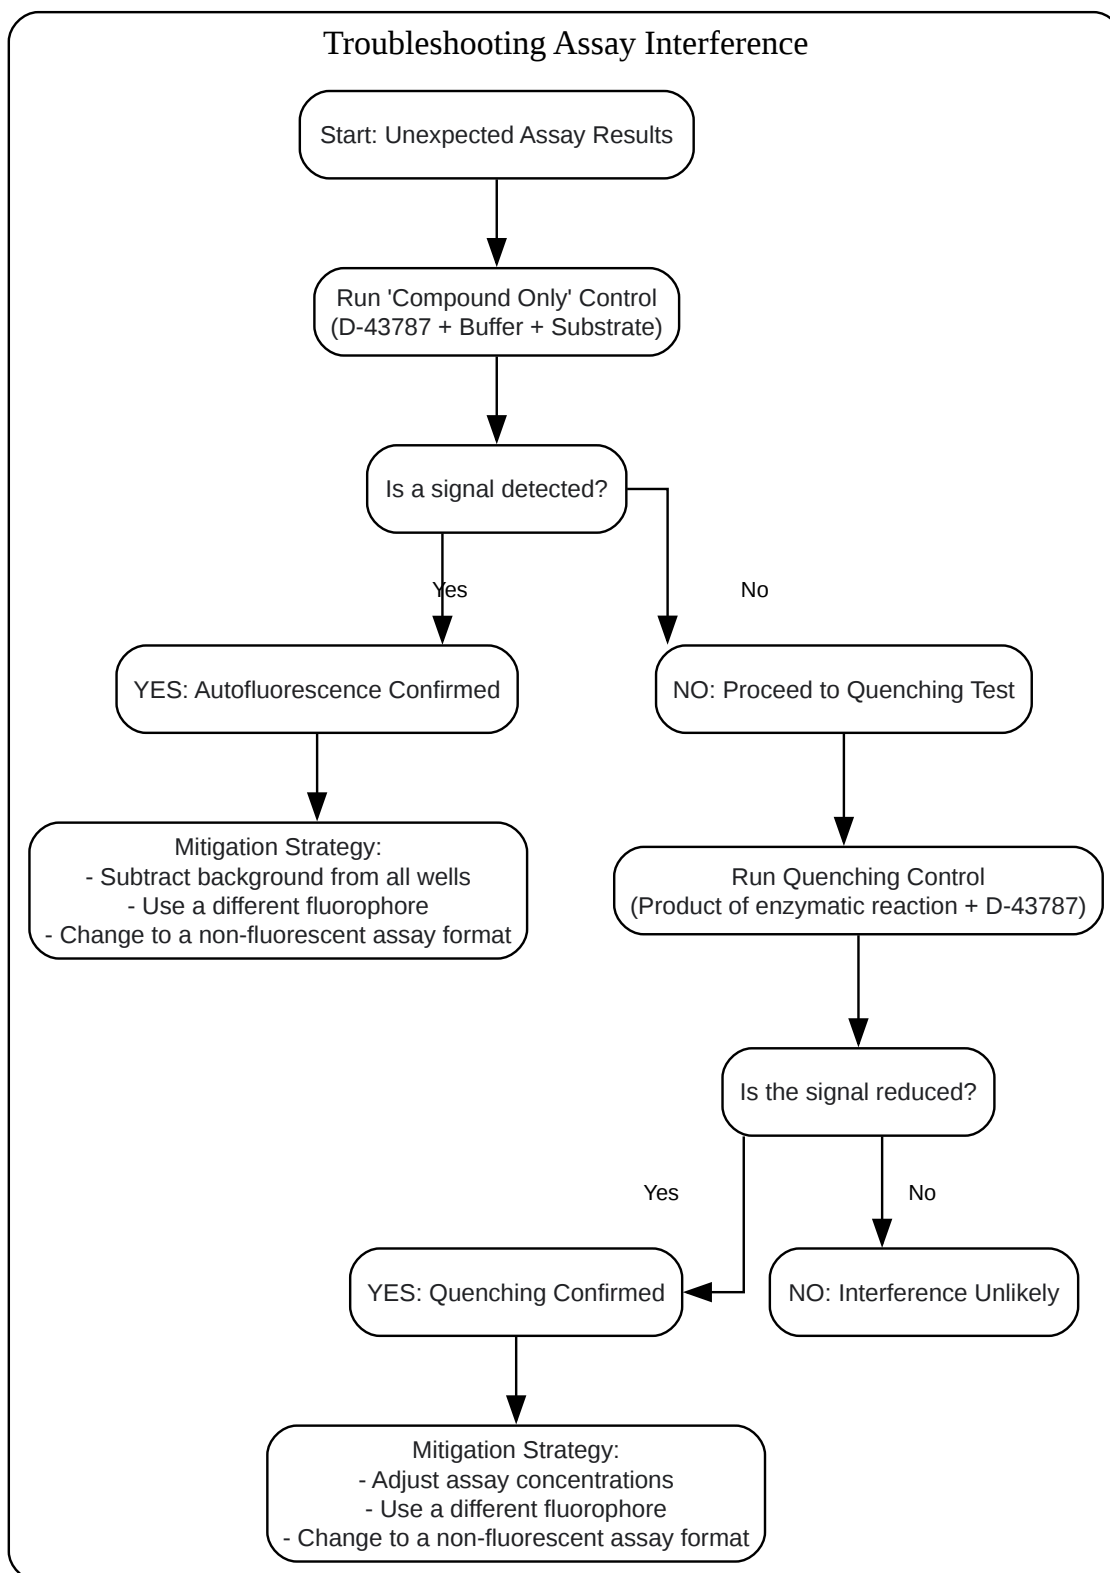 Troubleshooting Assay Interference
Start: Unexpected Assay Results
Run 'Compound Only' Control
(D-43787 + Buffer + Substrate)
Is a signal detected?
Yes
No
YES: Autofluorescence Confirmed
NO: Proceed to Quenching Test
Mitigation Strategy:
- Subtract background from all wells
- Use a different fluorophore
- Change to a non-fluorescent assay format
Run Quenching Control
(Product of enzymatic reaction + D-43787)
Is the signal reduced?
Yes
No
YES: Quenching Confirmed
NO: Interference Unlikely
Mitigation Strategy:
- Adjust assay concentrations
- Use a different fluorophore
- Change to a non-fluorescent assay format